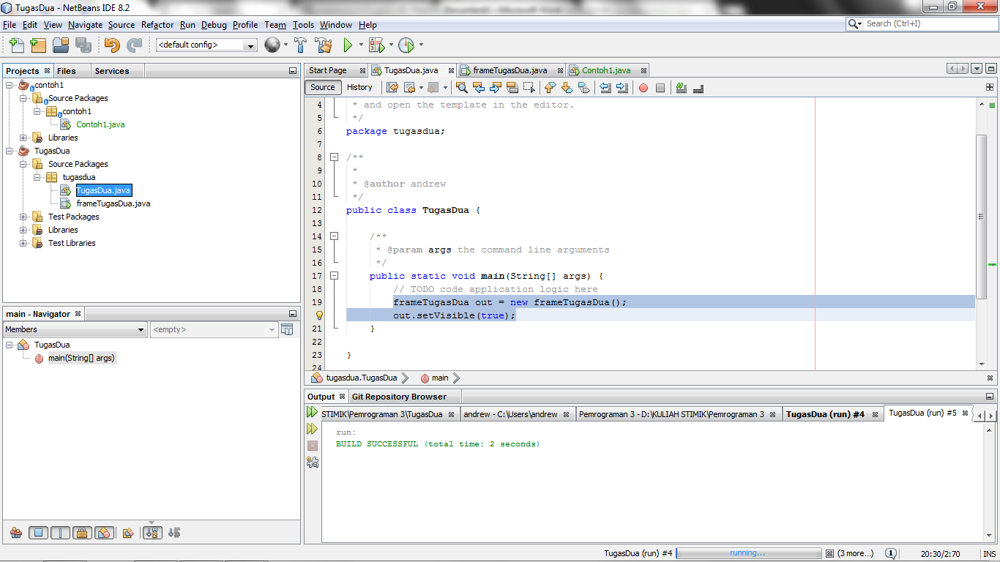 TugasDua - NetBeans IDE 8.2
File Edit View Navigate Source Refactor Run Debug Profile Team Tools Window Help
Search (Ctrl+I)
<default config>
Projects Files Services
contoh1
Source Packages
contoh1
Contoh1.java
Libraries
TugasDua
Source Packages
tugasdua
TugasDua.java
frameTugasDua.java
Test Packages
Libraries
Test Libraries
main - Navigator
Members <empty>
TugasDua
main(String[] args)
Start Page TugasDua.java frameTugasDua.java Contoh1.java
Source History
4 * and open the template in the editor.
5 */
6 package tugasdua;
7
8 /**
9 *
10 * @author andrew
11 */
12 public class TugasDua {
13
14 /**
15 * @param args the command line arguments
16 */
17 public static void main(String[] args) {
18 // TODO code application logic here
19 frameTugasDua out = new frameTugasDua();
out.setVisible(true);
21 }
22
23 }
24
tugasdua.TugasDua main
Output Git Repository Browser
STIMIK\Pemrograman 3\TugasDua andrew - C:\Users\andrew Pemrograman 3 - D:\KULIAH STIMIK\Pemrograman 3 TugasDua (run) #4 TugasDua (run) #5
run:
BUILD SUCCESSFUL (total time: 2 seconds)
TugasDua (run) #4 running... (3 more...) 1 20:30/2:70 INS